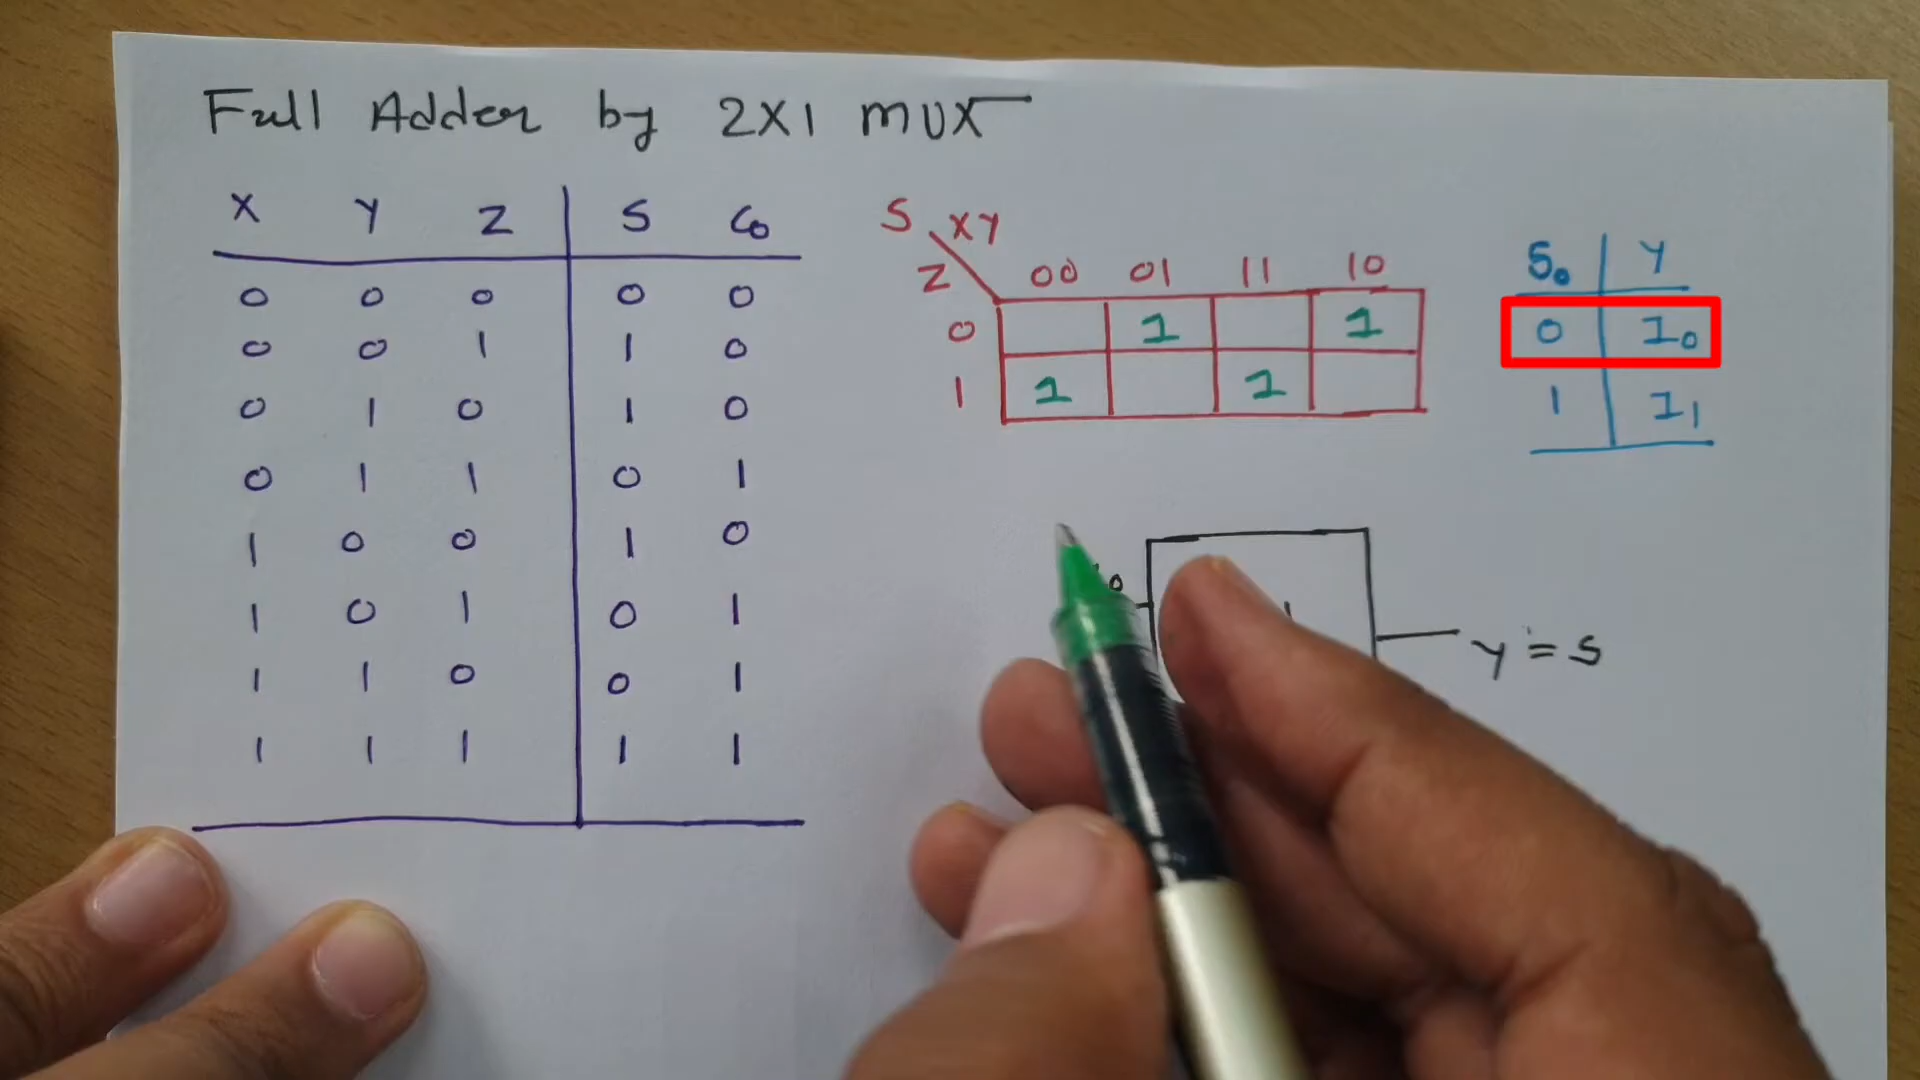 Full Adder by 2X1 MUX
X Y Z S C0
0 0 0 0 0
0 0 1 1 0
0 1 0 1 0
0 1 1 0 1
1 0 0 1 0
1 0 1 0 1
1 1 0 0 1
1 1 1 1 1
S XY
Z 00 01 11 10
0 1 1
1 1 1
S0 Y
0 I0
1 I1
Y = S